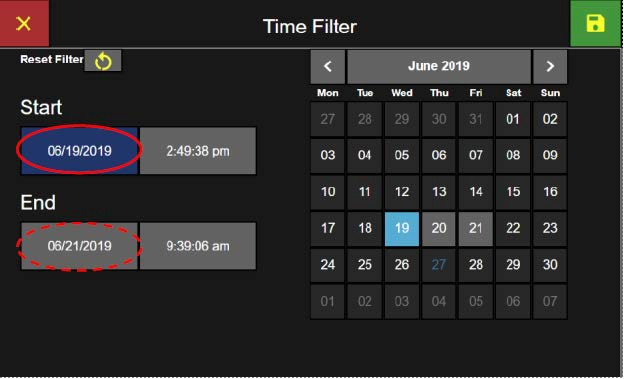 Time Filter
Reset Filter
Start
06/19/2019 2:49:38 pm
End
06/21/2019 9:39:06 am
June 2019
Mon Tue Wed Thu Fri Sat Sun
27 28 29 30 31 01 02
03 04 05 06 07 08 09
10 11 12 13 14 15 16
17 18 19 20 21 22 23
24 25 26 27 28 29 30
01 02 03 04 05 06 07